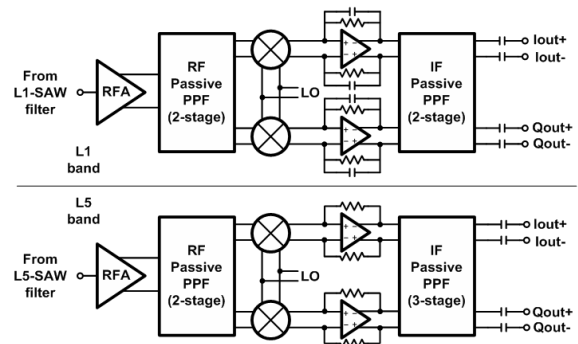 From
L1-SAW
filter
RFA
RF
Passive
PPF
(2-stage)
LO
+ − − +
+ − − +
IF
Passive
PPF
(2-stage)
Iout+
Iout-
Qout+
Qout-
L1
band
L5
band
From
L5-SAW
filter
RFA
RF
Passive
PPF
(2-stage)
LO
+ − − +
+ − − +
IF
Passive
PPF
(3-stage)
Iout+
Iout-
Qout+
Qout-